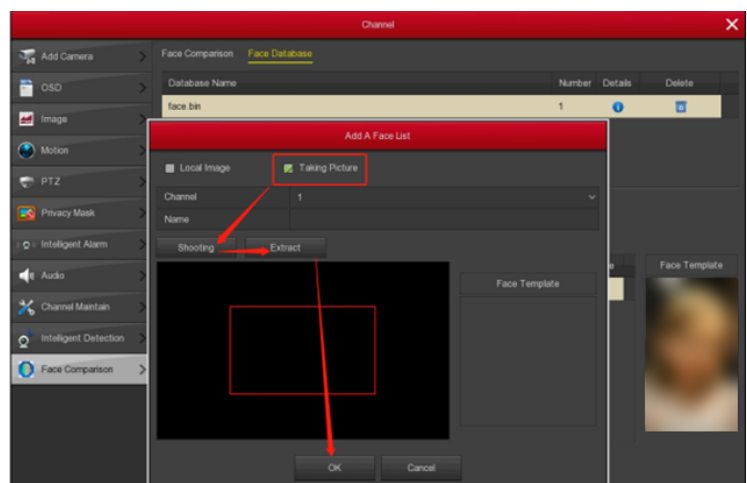 Channel
Add Camera
OSD
Image
Motion
PTZ
Privacy Mask
Intelligent Alarm
Audio
Channel Maintain
Intelligent Detection
Face Comparison
Face Comparison Face Database
Database Name Number Details Delete
face.bin 1
Add A Face List
Local Image Taking Picture
Channel 1
Name
Shooting Extract
Face Template
OK Cancel
Face Template